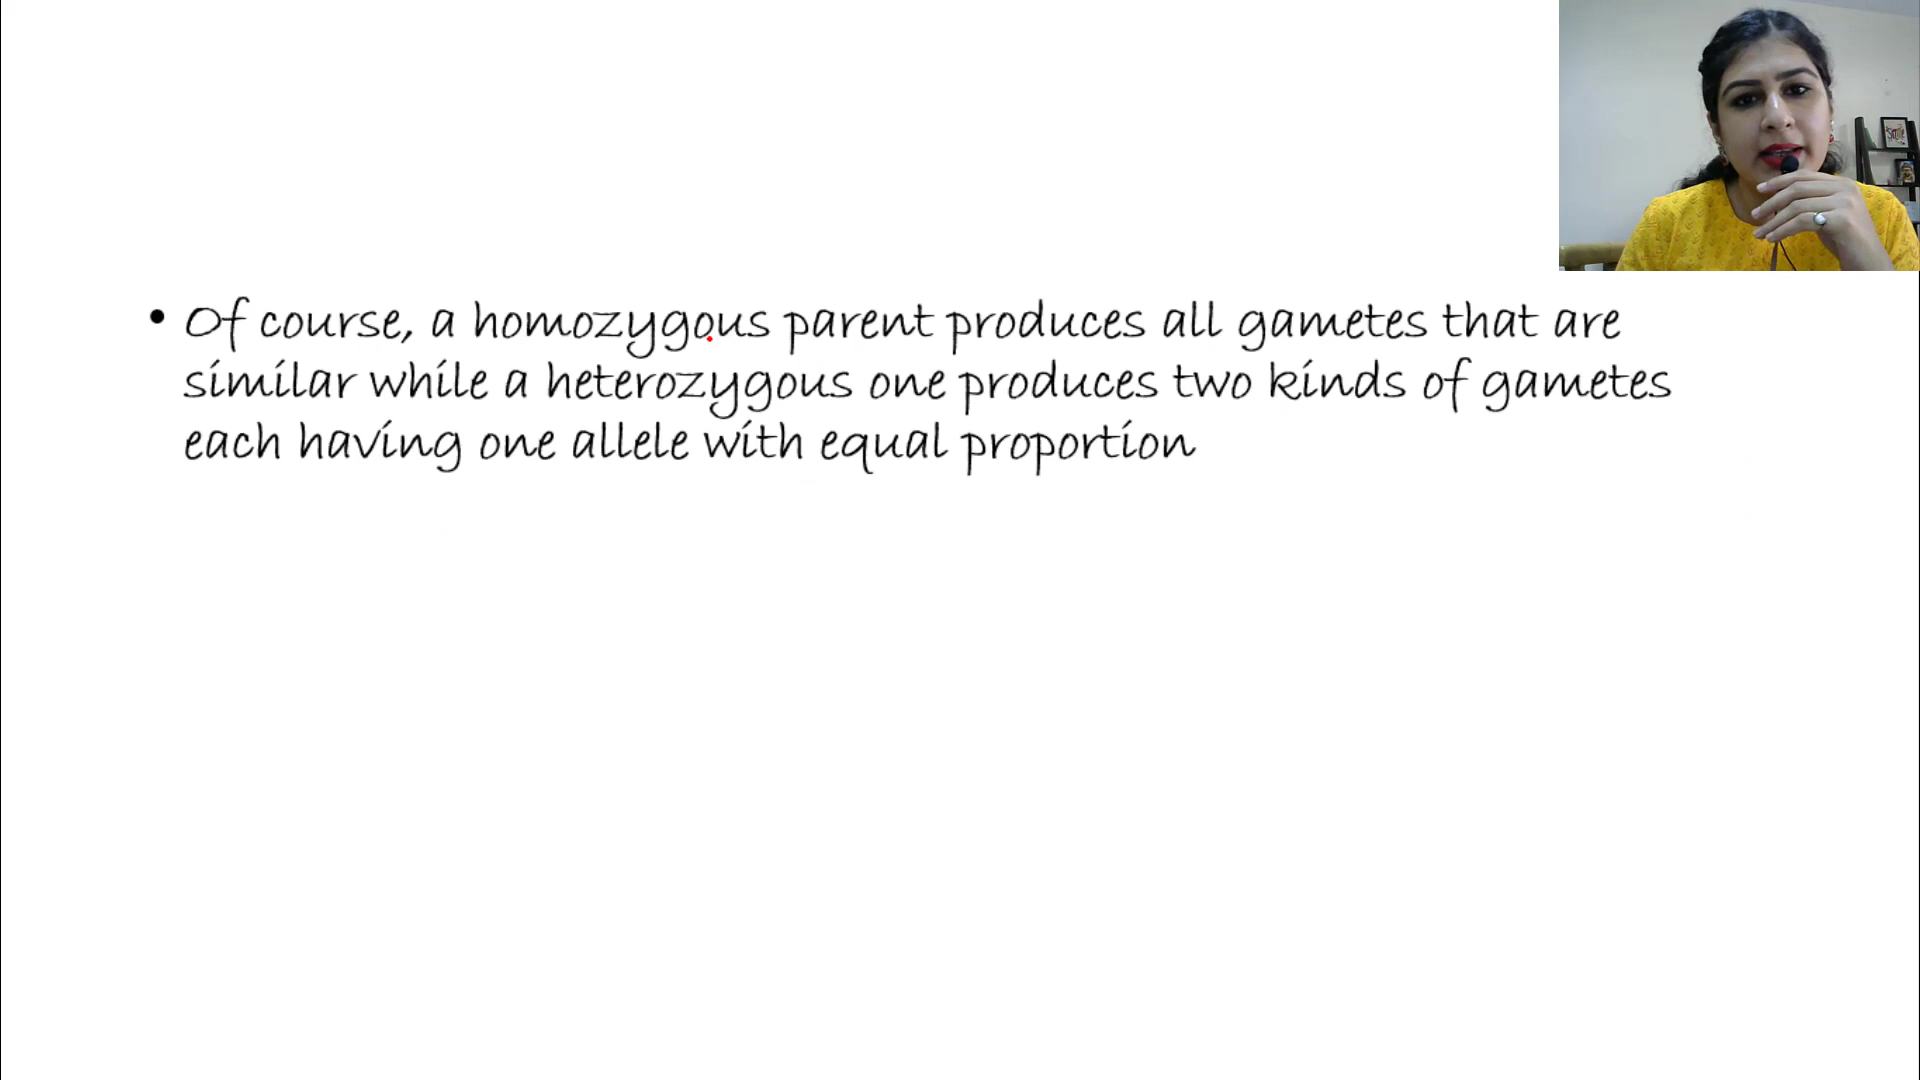 • Of course, a homozygous parent produces all gametes that are
similar while a heterozygous one produces two kinds of gametes
each having one allele with equal proportion